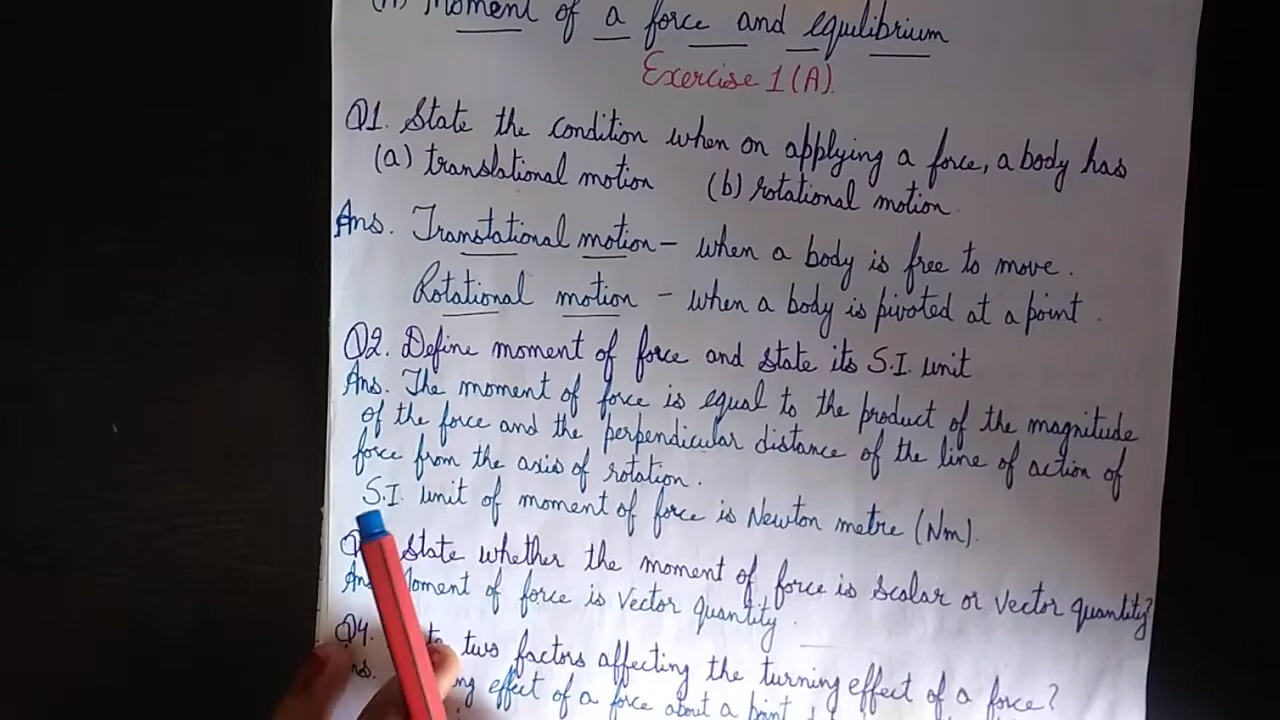 Moment of a force and equilibrium
Exercise 1(A).
Q1. State the condition when on applying a force, a body has
(a) translational motion (b) rotational motion.
Ans. Translational motion - when a body is free to move.
Rotational motion - when a body is pivoted at a point.
Q2. Define moment of force and state its S.I. unit
Ans. The moment of force is equal to the product of the magnitude
of the force and the perpendicular distance of the line of action of
force from the axis of rotation.
S.I. unit of moment of force is Newton metre (Nm).
State whether the moment of force is scalar or vector quantity?
Moment of force is vector quantity.
Q4. two factors affecting the turning effect of a force?
effect of a force about a point